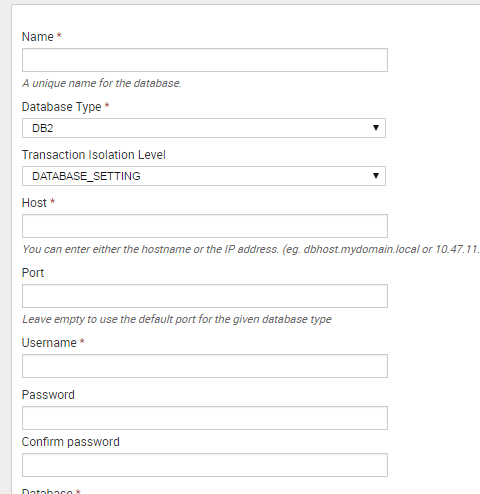 Name *
A unique name for the database.
Database Type *
DB2
Transaction Isolation Level
DATABASE_SETTING
Host *
You can enter either the hostname or the IP address. (eg. dbhost.mydomain.local or 10.47.11.
Port
Leave empty to use the default port for the given database type
Username *
Password
Confirm password
Database *